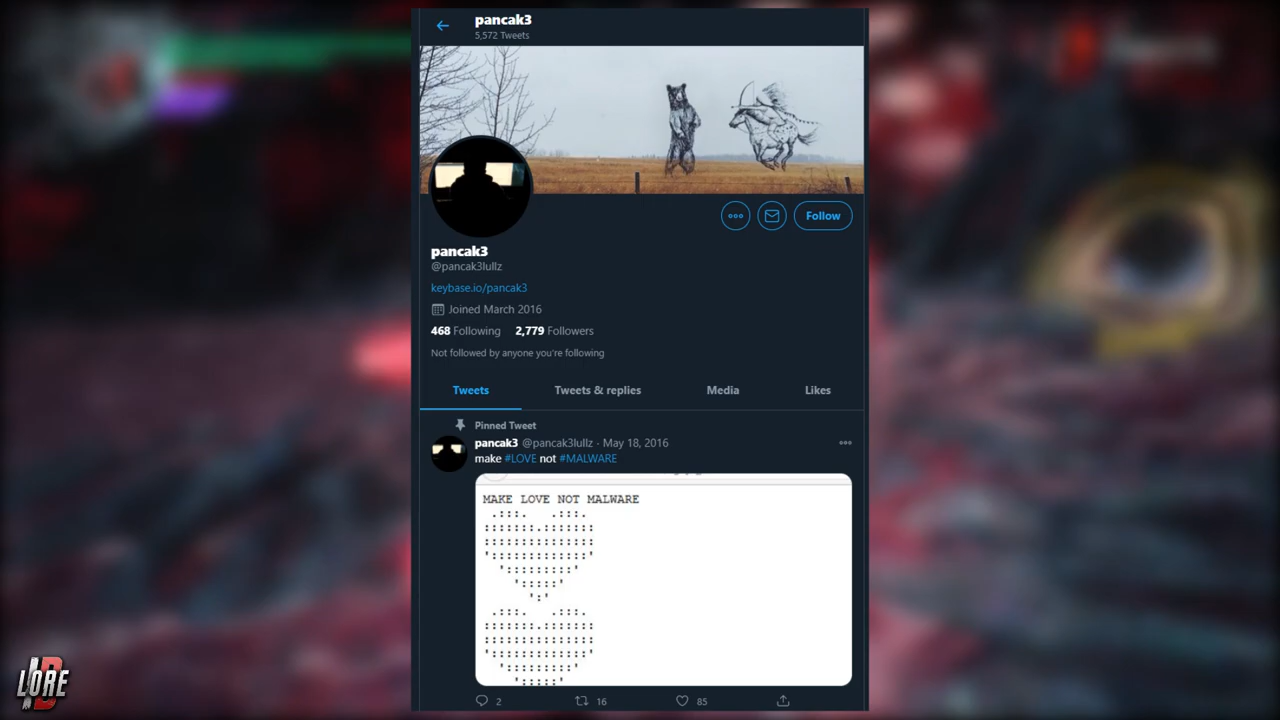 pancak3
5,572 Tweets
Follow
pancak3
@pancak3lullz
keybase.io/pancak3
Joined March 2016
468 Following 2,779 Followers
Not followed by anyone you're following
Tweets Tweets & replies Media Likes
Pinned Tweet
pancak3 @pancak3lullz · May 18, 2016
make #LOVE not #MALWARE
MAKE LOVE NOT MALWARE
2 16 85
LORE